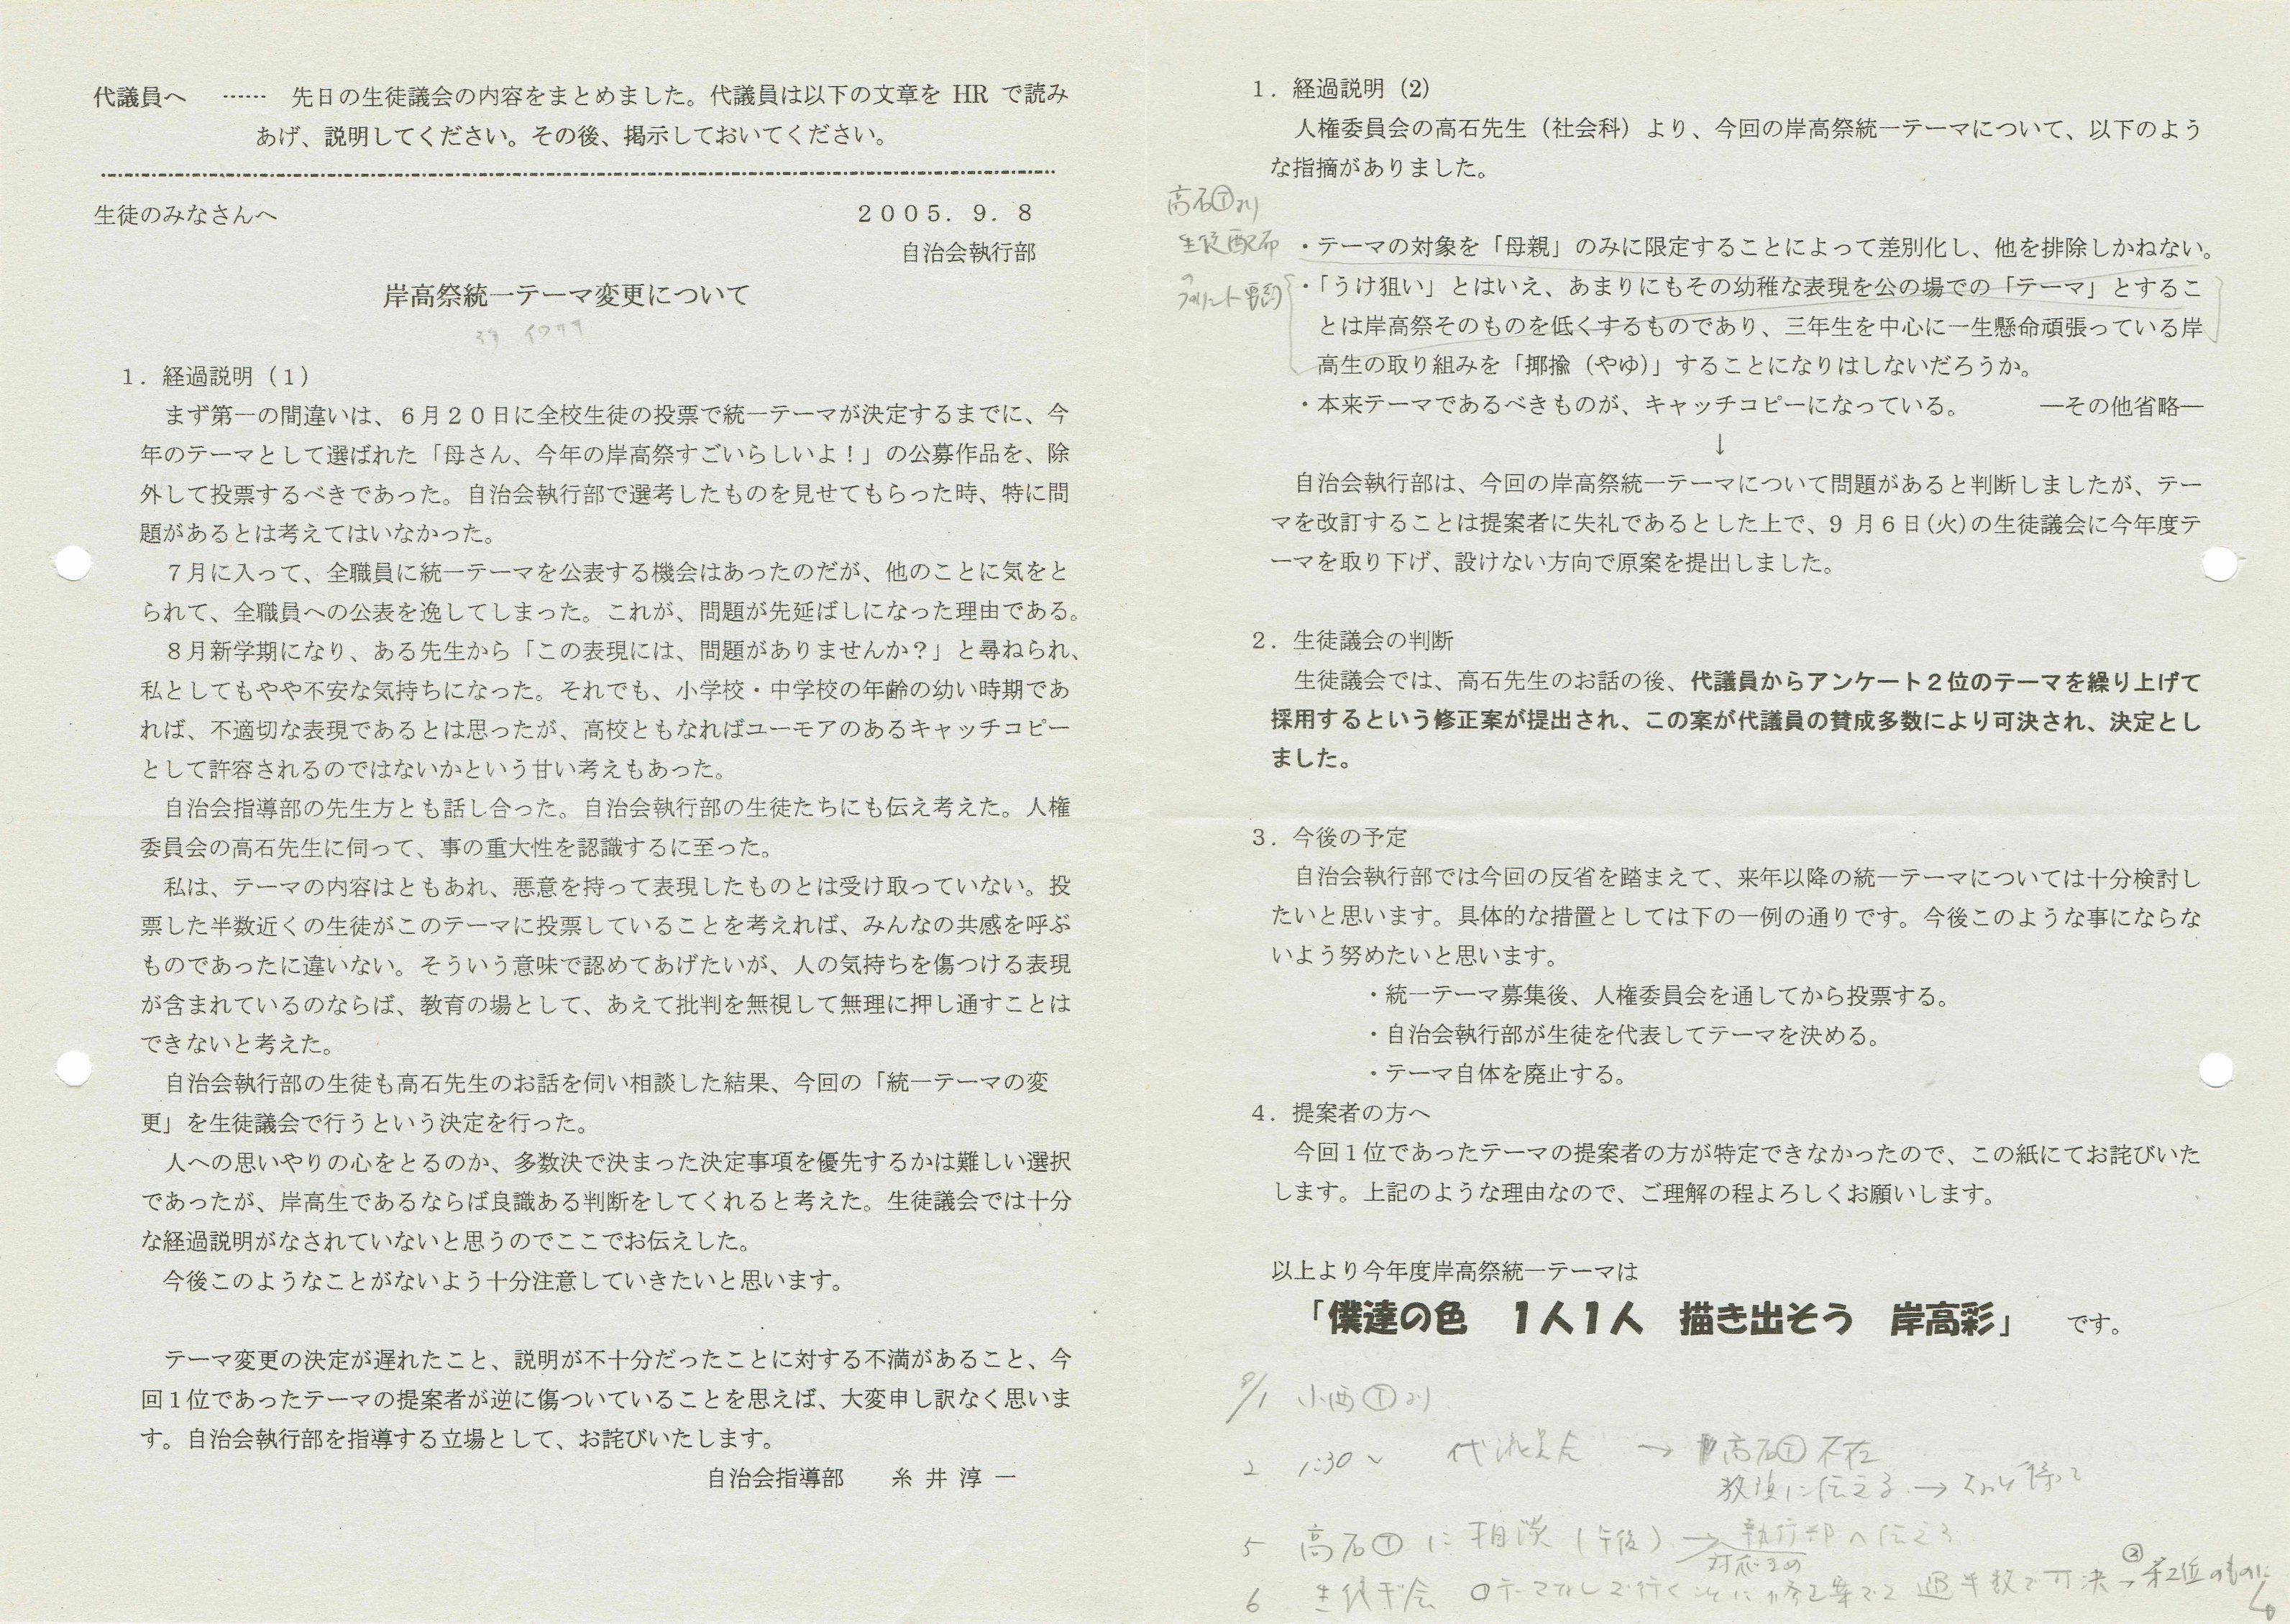 代議員へ　……　先日の生徒議会の内容をまとめました。代議員は以下の文章を HR で読み
あげ、説明してください。その後、掲示しておいてください。
生徒のみなさんへ　２００５．９．８
自治会執行部
岸高祭統一テーマ変更について
１．経過説明（１）
まず第一の間違いは、６月２０日に全校生徒の投票で統一テーマが決定するまでに、今
年のテーマとして選ばれた「母さん、今年の岸高祭すごいらしいよ！」の公募作品を、除
外して投票するべきであった。自治会執行部で選考したものを見せてもらった時、特に問
題があるとは考えてはいなかった。
７月に入って、全職員に統一テーマを公表する機会はあったのだが、他のことに気をと
られて、全職員への公表を逸してしまった。これが、問題が先延ばしになった理由である。
８月新学期になり、ある先生から「この表現には、問題がありませんか？」と尋ねられ、
私としてもやや不安な気持ちになった。それでも、小学校・中学校の年齢の幼い時期であ
れば、不適切な表現であるとは思ったが、高校ともなればユーモアのあるキャッチコピー
として許容されるのではないかという甘い考えもあった。
自治会指導部の先生方とも話し合った。自治会執行部の生徒たちにも伝え考えた。人権
委員会の高石先生に伺って、事の重大性を認識するに至った。
私は、テーマの内容はともあれ、悪意を持って表現したものとは受け取っていない。投
票した半数近くの生徒がこのテーマに投票していることを考えれば、みんなの共感を呼ぶ
ものであったに違いない。そういう意味で認めてあげたいが、人の気持ちを傷つける表現
が含まれているのならば、教育の場として、あえて批判を無視して無理に押し通すことは
できないと考えた。
自治会執行部の生徒も高石先生のお話を伺い相談した結果、今回の「統一テーマの変
更」を生徒議会で行うという決定を行った。
人への思いやりの心をとるのか、多数決で決まった決定事項を優先するかは難しい選択
であったが、岸高生であるならば良識ある判断をしてくれると考えた。生徒議会では十分
な経過説明がなされていないと思うのでここでお伝えした。
今後このようなことがないよう十分注意していきたいと思います。
テーマ変更の決定が遅れたこと、説明が不十分だったことに対する不満があること、今
回１位であったテーマの提案者が逆に傷ついていることを思えば、大変申し訳なく思いま
す。自治会執行部を指導する立場として、お詫びいたします。
自治会指導部　　糸 井 淳 一
１．経過説明（2）
人権委員会の高石先生（社会科）より、今回の岸高祭統一テーマについて、以下のよう
な指摘がありました。
高石Ⓣより
生徒配布
の
プリント要約
・テーマの対象を「母親」のみに限定することによって差別化し、他を排除しかねない。
・「うけ狙い」とはいえ、あまりにもその幼稚な表現を公の場での「テーマ」とするこ
とは岸高祭そのものを低くするものであり、三年生を中心に一生懸命頑張っている岸
高生の取り組みを「揶揄（やゆ）」することになりはしないだろうか。
・本来テーマであるべきものが、キャッチコピーになっている。　　―その他省略―
↓
自治会執行部は、今回の岸高祭統一テーマについて問題があると判断しましたが、テー
マを改訂することは提案者に失礼であるとした上で、９月６日(火)の生徒議会に今年度テ
ーマを取り下げ、設けない方向で原案を提出しました。
２．生徒議会の判断
生徒議会では、高石先生のお話の後、代議員からアンケート２位のテーマを繰り上げて
採用するという修正案が提出され、この案が代議員の賛成多数により可決され、決定とし
ました。
３．今後の予定
自治会執行部では今回の反省を踏まえて、来年以降の統一テーマについては十分検討し
たいと思います。具体的な措置としては下の一例の通りです。今後このような事にならな
いよう努めたいと思います。
・統一テーマ募集後、人権委員会を通してから投票する。
・自治会執行部が生徒を代表してテーマを決める。
・テーマ自体を廃止する。
４．提案者の方へ
今回１位であったテーマの提案者の方が特定できなかったので、この紙にてお詫びいた
します。上記のような理由なので、ご理解の程よろしくお願いします。
以上より今年度岸高祭統一テーマは
「僕達の色　１人１人　描き出そう　岸高彩」　です。
9/1　小西Ⓣより
2　1:30～　→　高石Ⓣ不在
に伝える →
5　高石Ⓣに相談（午後）→ 執行部へ伝える
6　テーマなしで行く　過半数で可決 → 第2位のものに